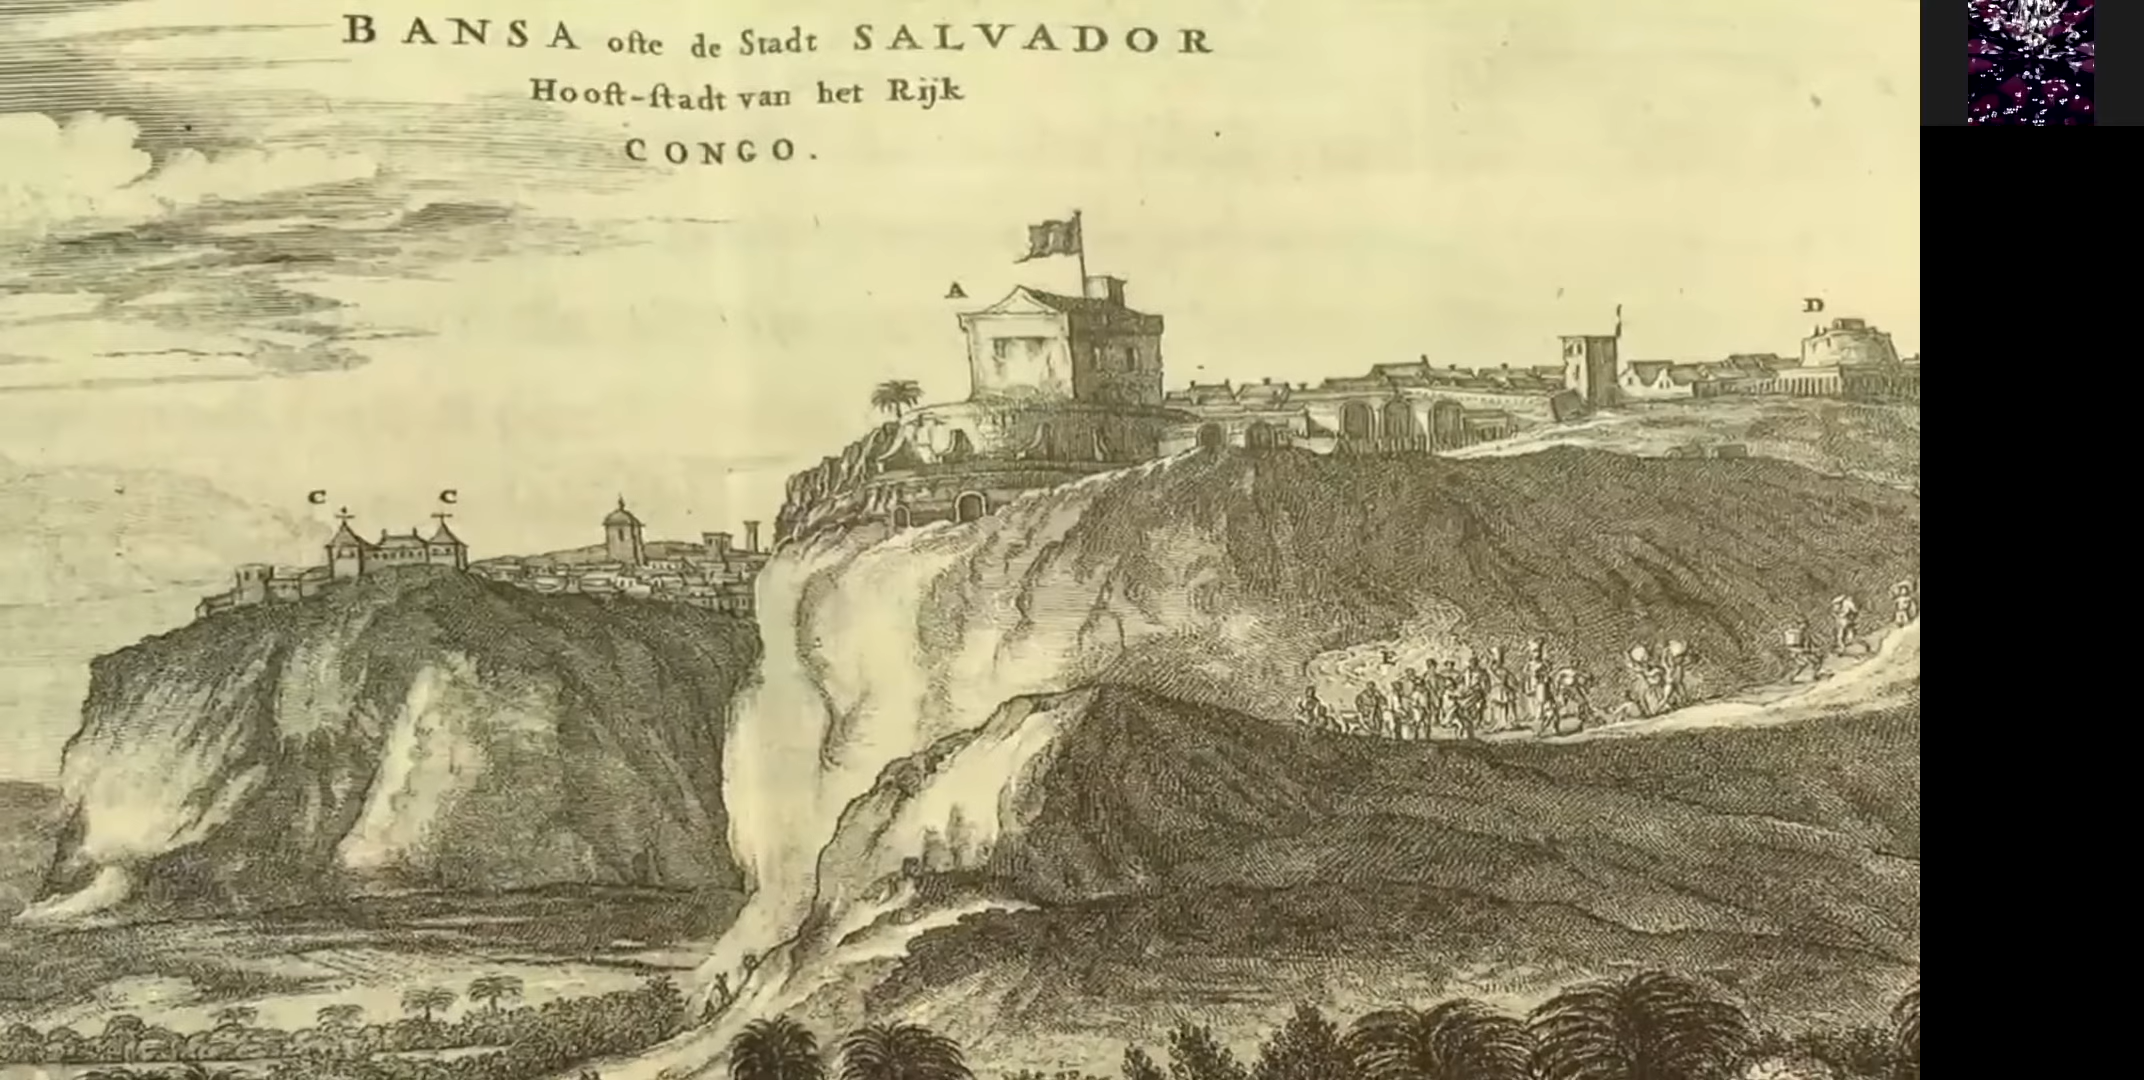 BANSA ofte de Stadt SALVADOR
Hooft-ſtadt van het Rijk
CONGO.
A
D
C C
E